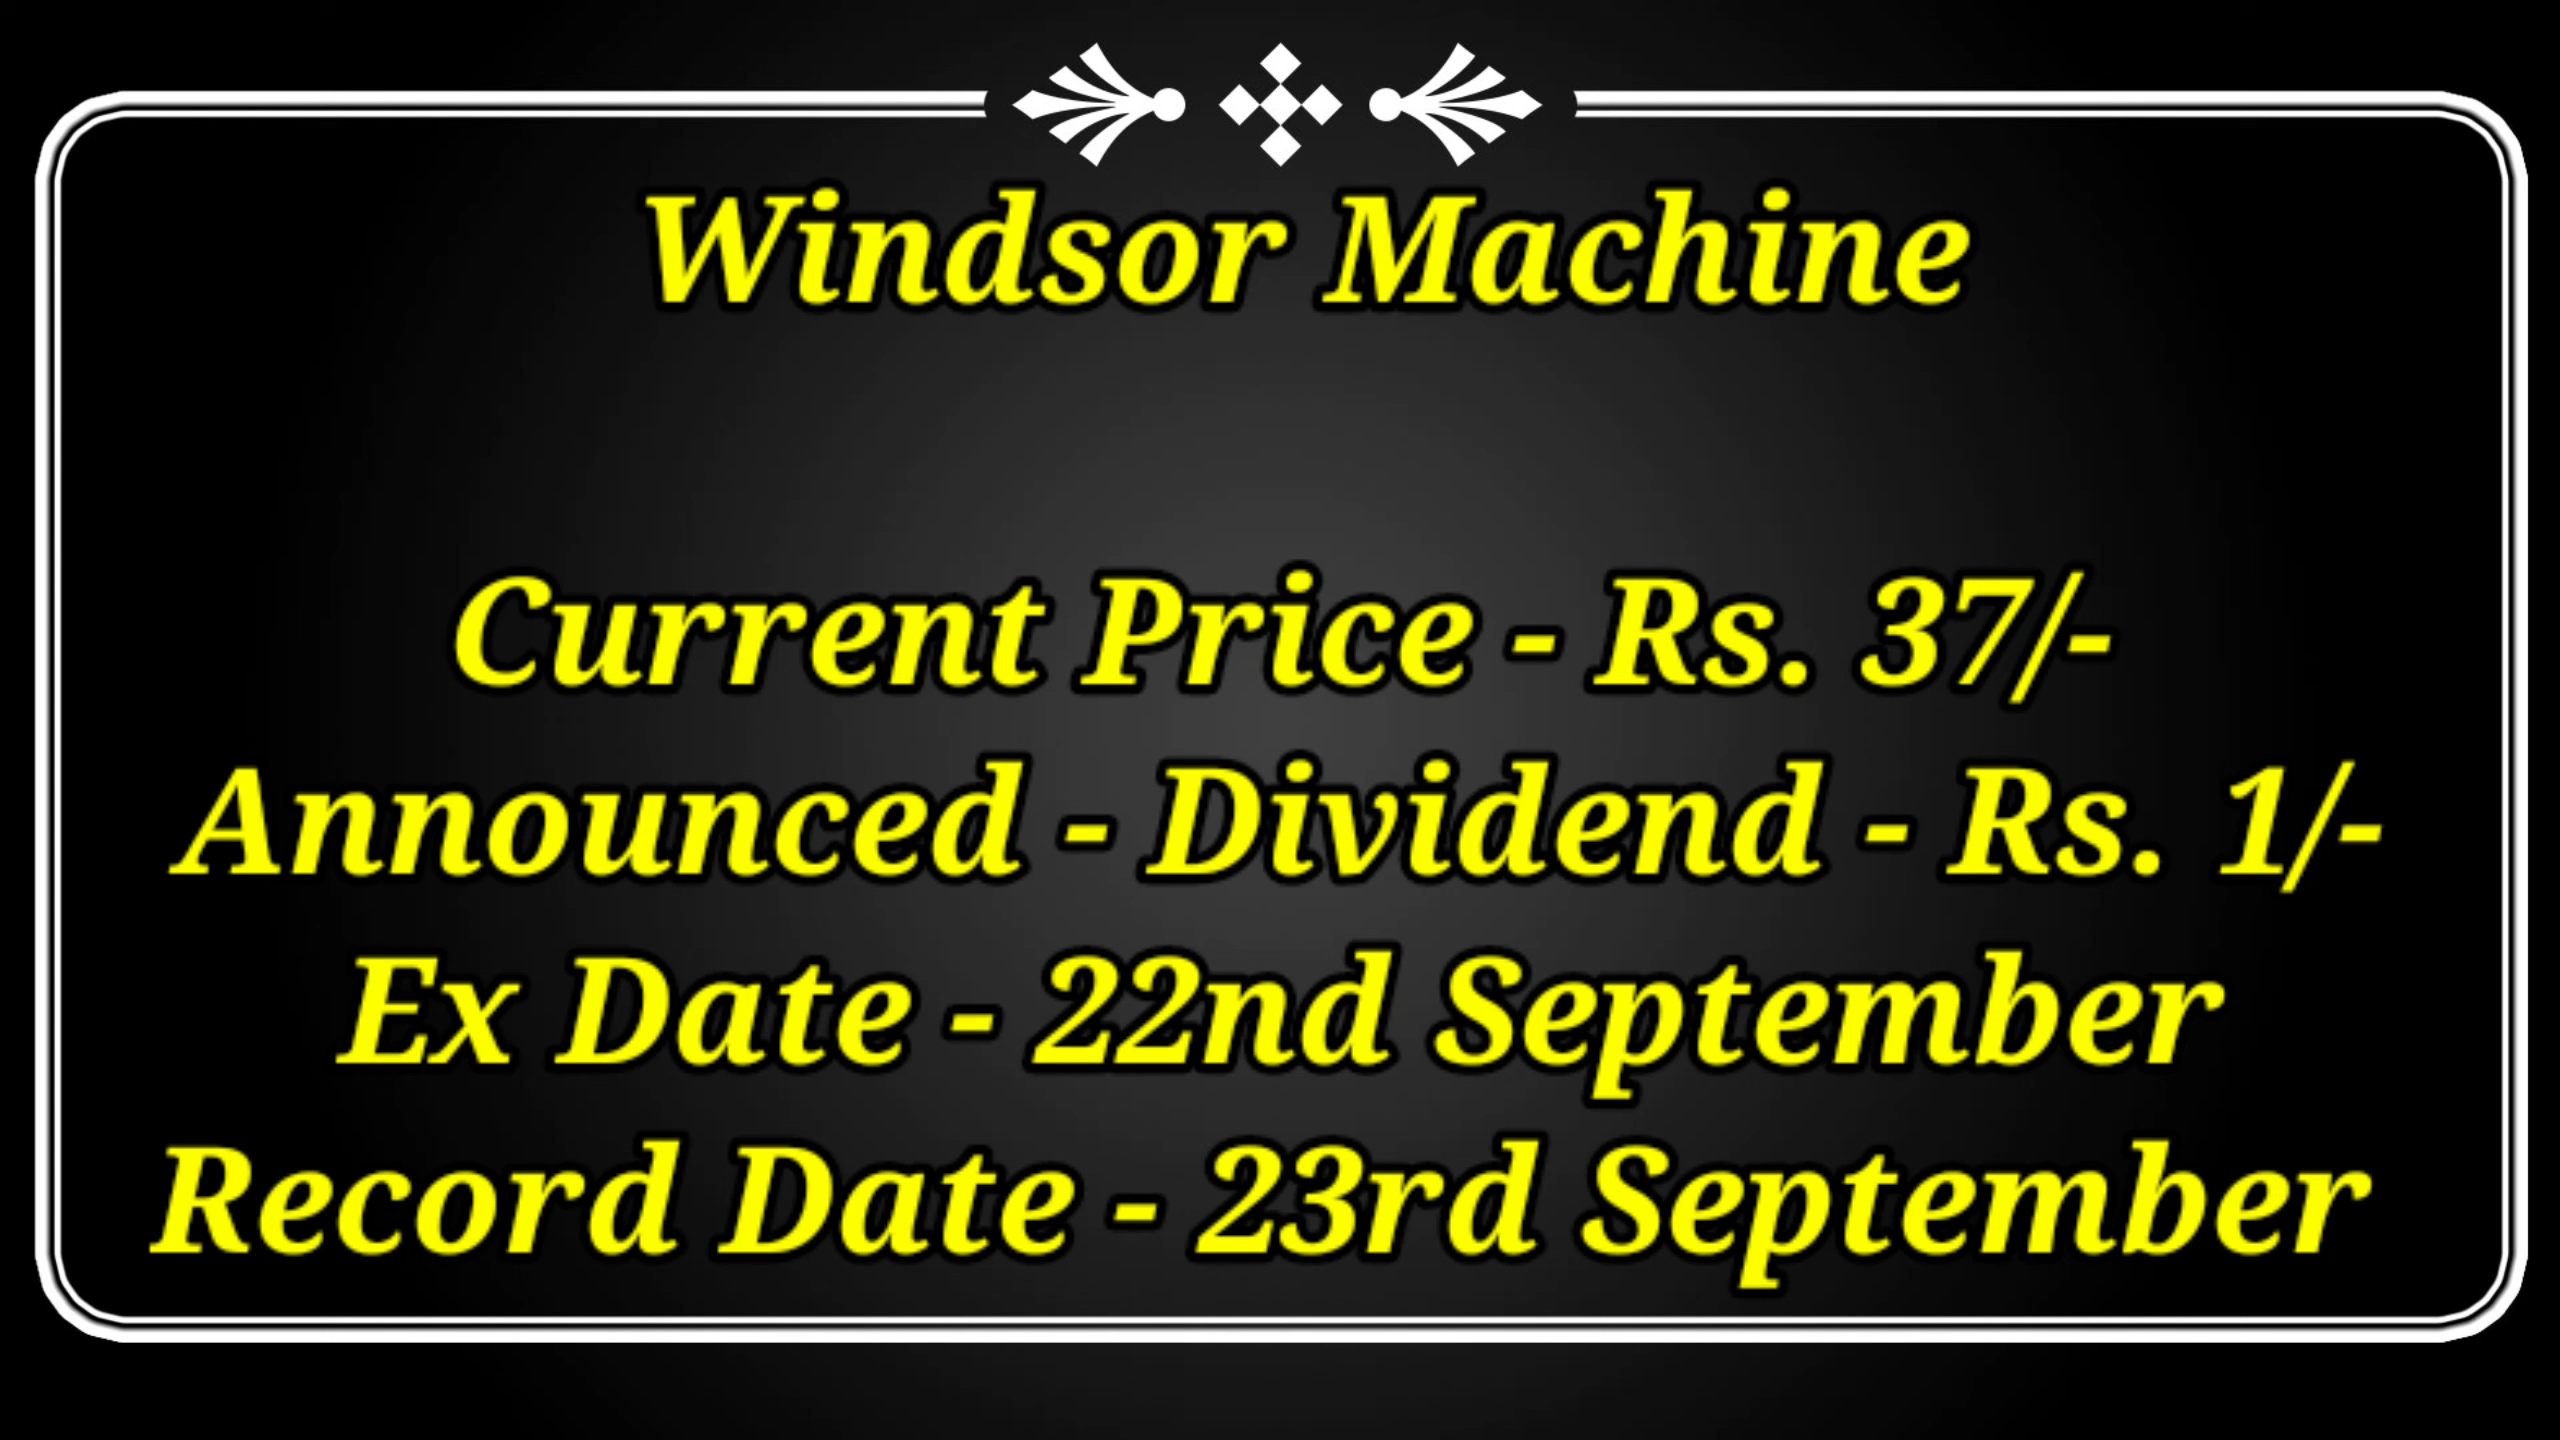 Windsor Machine
Current Price - Rs. 37/-
Announced - Dividend - Rs. 1/-
Ex Date - 22nd September
Record Date - 23rd September